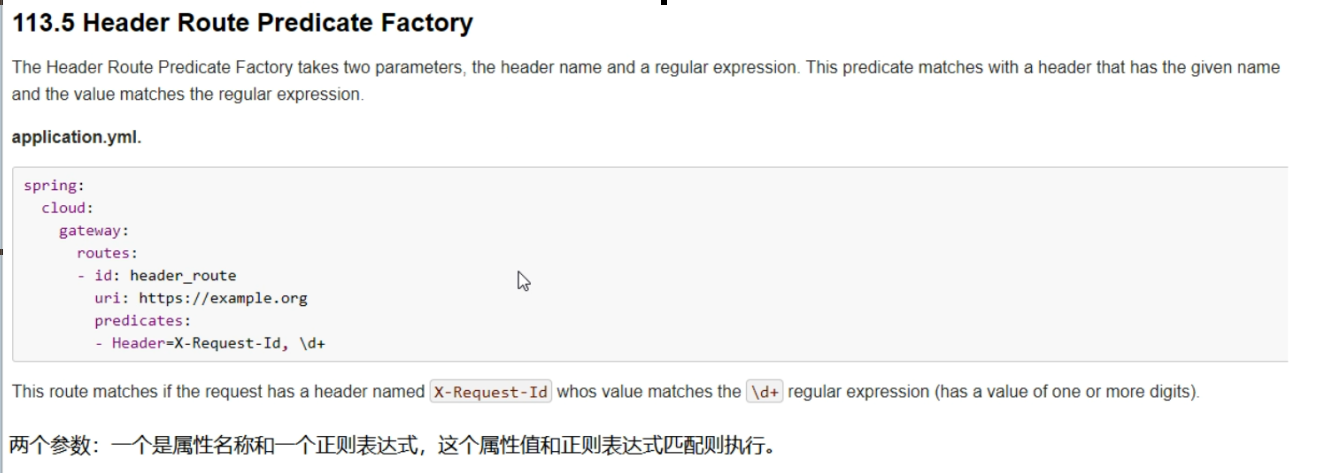 113.5 Header Route Predicate Factory
The Header Route Predicate Factory takes two parameters, the header name and a regular expression. This predicate matches with a header that has the given name
and the value matches the regular expression.
application.yml.
spring:
  cloud:
    gateway:
      routes:
      - id: header_route
        uri: https://example.org
        predicates:
        - Header=X-Request-Id, \d+
This route matches if the request has a header named X-Request-Id whos value matches the \d+ regular expression (has a value of one or more digits).
两个参数：一个是属性名称和一个正则表达式，这个属性值和正则表达式匹配则执行。